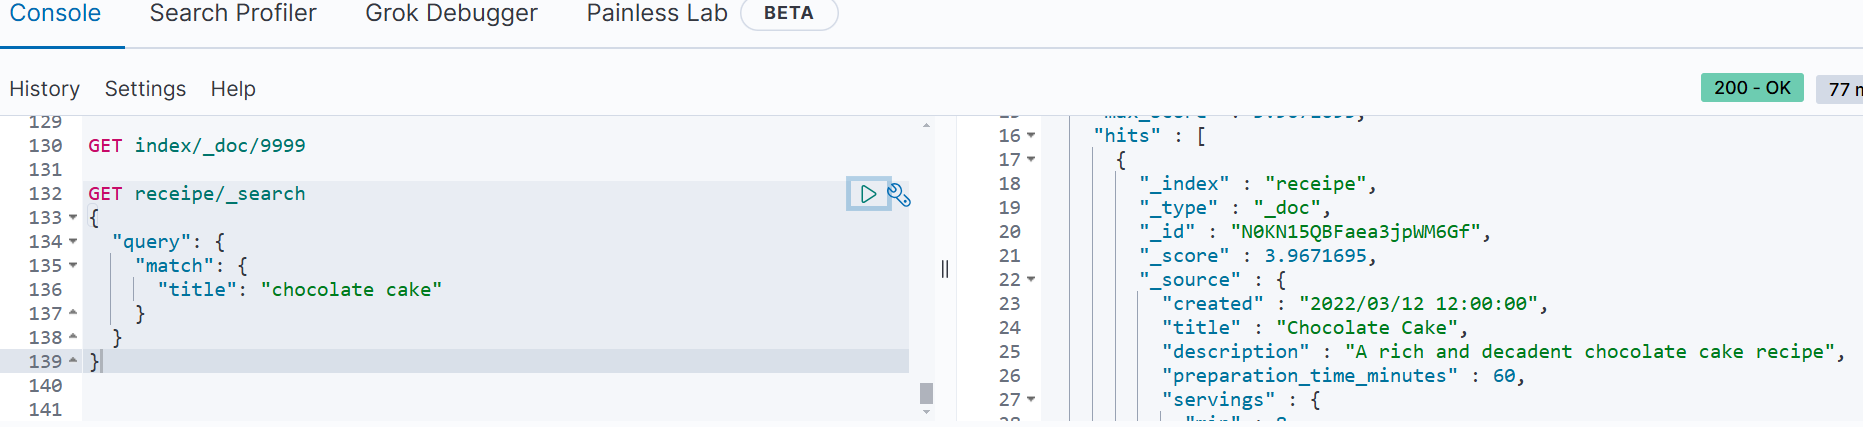 Console Search Profiler Grok Debugger Painless Lab BETA
History Settings Help 200 - OK 77
129
130 GET index/_doc/9999
131
132 GET receipe/_search
133 {
134 "query": {
135 "match": {
136 "title": "chocolate cake"
137 }
138 }
139 }
140
141
"max_score" : 3.9671695,
16 "hits" : [
17 {
18 "_index" : "receipe",
19 "_type" : "_doc",
20 "_id" : "N0KN15QBFaea3jpWM6Gf",
21 "_score" : 3.9671695,
22 "_source" : {
23 "created" : "2022/03/12 12:00:00",
24 "title" : "Chocolate Cake",
25 "description" : "A rich and decadent chocolate cake recipe",
26 "preparation_time_minutes" : 60,
27 "servings" : {